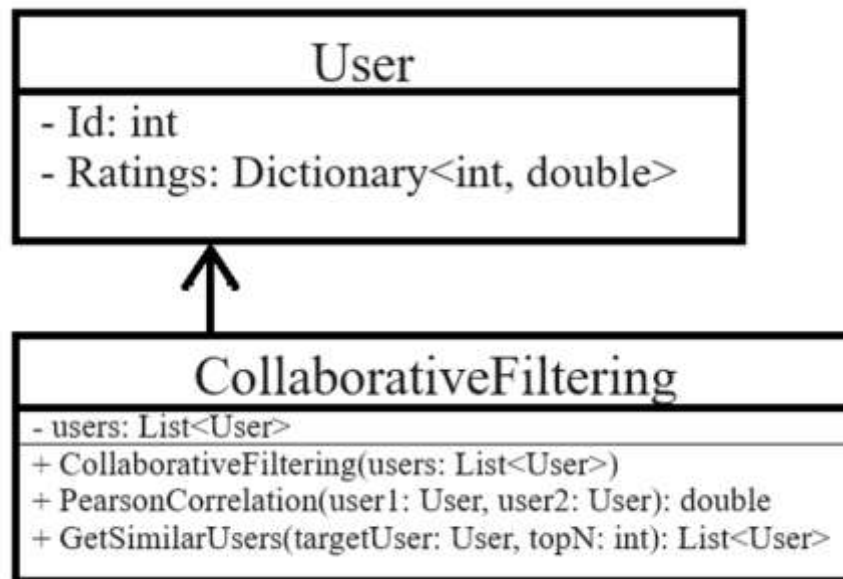 User
- Id: int
- Ratings: Dictionary<int, double>
CollaborativeFiltering
- users: List<User>
+ CollaborativeFiltering(users: List<User>)
+ PearsonCorrelation(user1: User, user2: User): double
+ GetSimilarUsers(targetUser: User, topN: int): List<User>